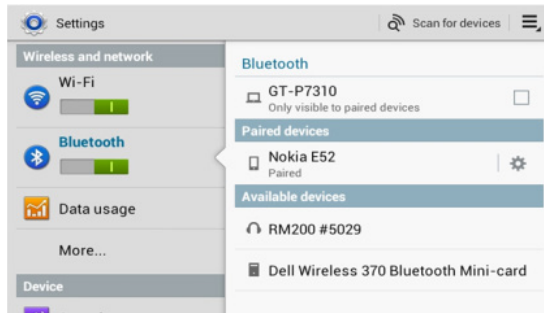 Settings
Scan for devices
Wireless and network
Wi-Fi
Bluetooth
Data usage
More...
Device
Bluetooth
GT-P7310
Only visible to paired devices
Paired devices
Nokia E52
Paired
Available devices
RM200 #5029
Dell Wireless 370 Bluetooth Mini-card